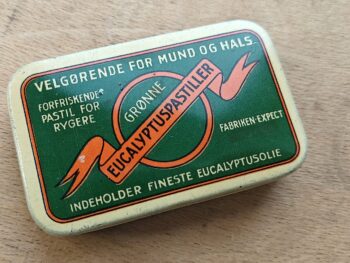 VELGØRENDE FOR MUND OG HALS
FORFRISKENDE
PASTIL FOR
RYGERE
GRØNNE
EUCALYPTUSPASTILLER
FABRIKEN-EXPECT
INDEHOLDER FINESTE EUCALYPTUSOLIE